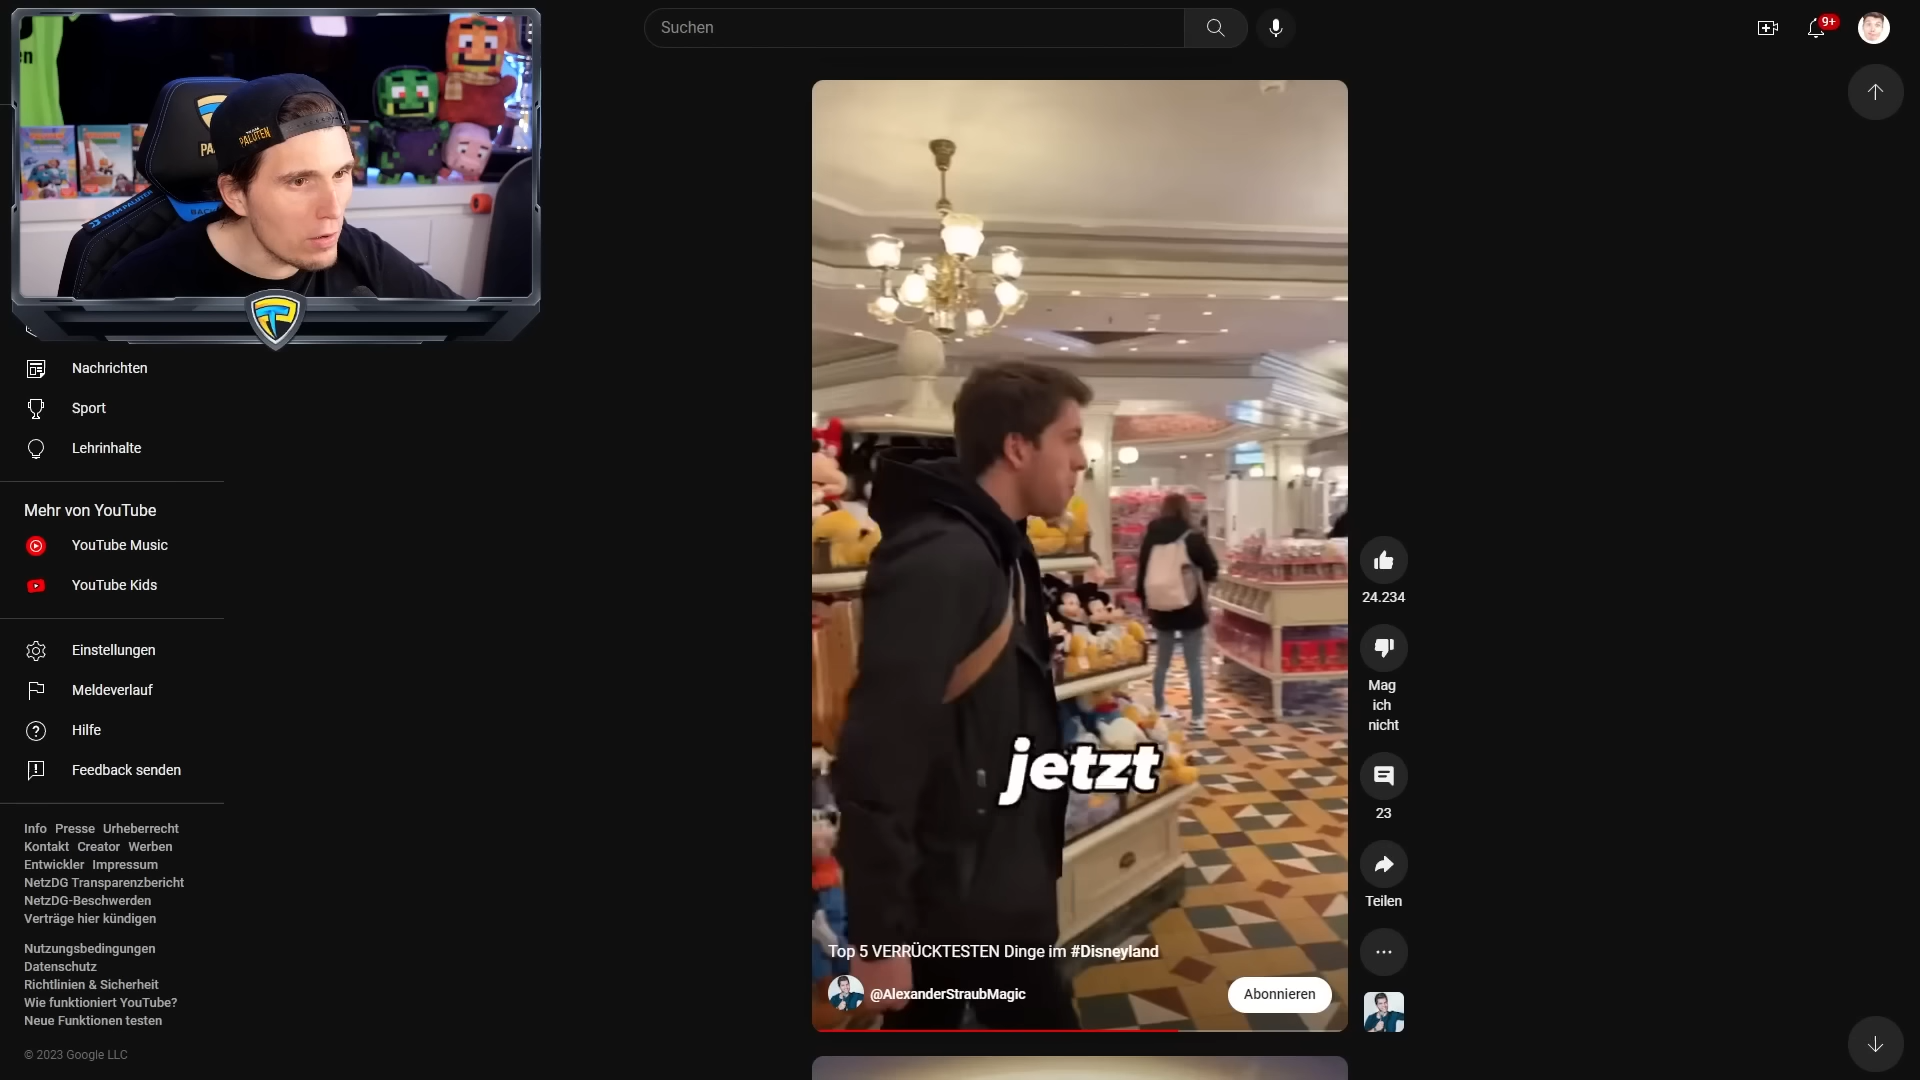 Suchen
9+
PALUTEN
TEAM PALUTEN
Nachrichten
Sport
Lehrinhalte
Mehr von YouTube
YouTube Music
YouTube Kids
Einstellungen
Meldeverlauf
Hilfe
Feedback senden
Info Presse Urheberrecht
Kontakt Creator Werben
Entwickler Impressum
NetzDG Transparenzbericht
NetzDG-Beschwerden
Verträge hier kündigen
Nutzungsbedingungen
Datenschutz
Richtlinien & Sicherheit
Wie funktioniert YouTube?
Neue Funktionen testen
© 2023 Google LLC
jetzt
Top 5 VERRÜCKTESTEN Dinge im #Disneyland
@AlexanderStraubMagic
Abonnieren
24.234
Mag
ich
nicht
23
Teilen